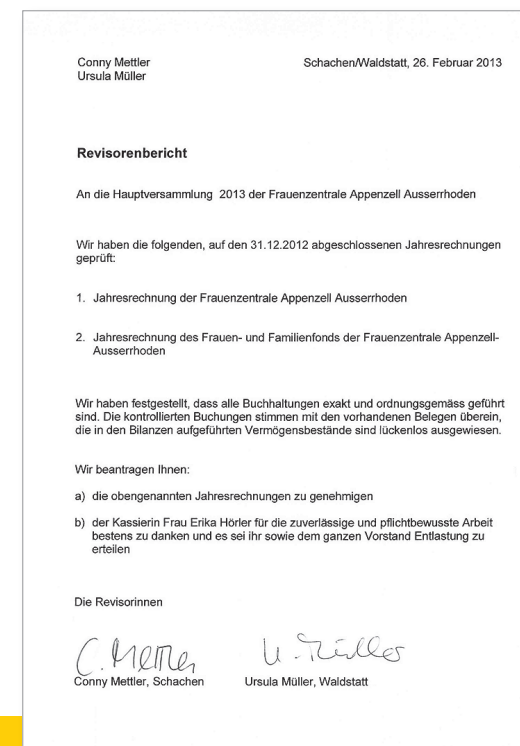 Conny Mettler
Ursula Müller
Schachen/Waldstatt, 26. Februar 2013
Revisorenbericht
An die Hauptversammlung 2013 der Frauenzentrale Appenzell Ausserrhoden
Wir haben die folgenden, auf den 31.12.2012 abgeschlossenen Jahresrechnungen
geprüft:
1. Jahresrechnung der Frauenzentrale Appenzell Ausserrhoden
2. Jahresrechnung des Frauen- und Familienfonds der Frauenzentrale Appenzell-
Ausserrhoden
Wir haben festgestellt, dass alle Buchhaltungen exakt und ordnungsgemäss geführt
sind. Die kontrollierten Buchungen stimmen mit den vorhandenen Belegen überein,
die in den Bilanzen aufgeführten Vermögensbestände sind lückenlos ausgewiesen.
Wir beantragen Ihnen:
a) die obengenannten Jahresrechnungen zu genehmigen
b) der Kassierin Frau Erika Hörler für die zuverlässige und pflichtbewusste Arbeit
bestens zu danken und es sei ihr sowie dem ganzen Vorstand Entlastung zu
erteilen
Die Revisorinnen
C. Mettler U. Müller
Conny Mettler, Schachen Ursula Müller, Waldstatt